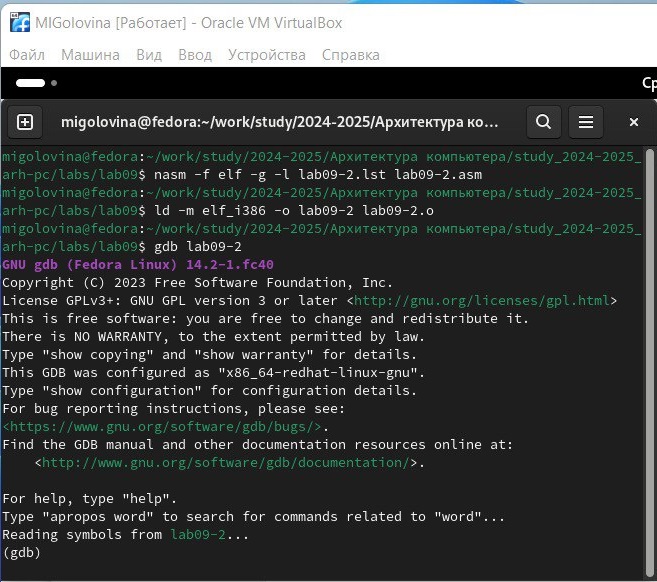 MIGolovina [Работает] - Oracle VM VirtualBox
Файл Машина Вид Ввод Устройства Справка
Ср
migolovina@fedora:~/work/study/2024-2025/Архитектура ко...
migolovina@fedora:~/work/study/2024-2025/Архитектура компьютера/study_2024-2025_
arh-pc/labs/lab09$ nasm -f elf -g -l lab09-2.lst lab09-2.asm
migolovina@fedora:~/work/study/2024-2025/Архитектура компьютера/study_2024-2025_
arh-pc/labs/lab09$ ld -m elf_i386 -o lab09-2 lab09-2.o
migolovina@fedora:~/work/study/2024-2025/Архитектура компьютера/study_2024-2025_
arh-pc/labs/lab09$ gdb lab09-2
GNU gdb (Fedora Linux) 14.2-1.fc40
Copyright (C) 2023 Free Software Foundation, Inc.
License GPLv3+: GNU GPL version 3 or later <http://gnu.org/licenses/gpl.html>
This is free software: you are free to change and redistribute it.
There is NO WARRANTY, to the extent permitted by law.
Type "show copying" and "show warranty" for details.
This GDB was configured as "x86_64-redhat-linux-gnu".
Type "show configuration" for configuration details.
For bug reporting instructions, please see:
<https://www.gnu.org/software/gdb/bugs/>.
Find the GDB manual and other documentation resources online at:
<http://www.gnu.org/software/gdb/documentation/>.
For help, type "help".
Type "apropos word" to search for commands related to "word"...
Reading symbols from lab09-2...
(gdb)